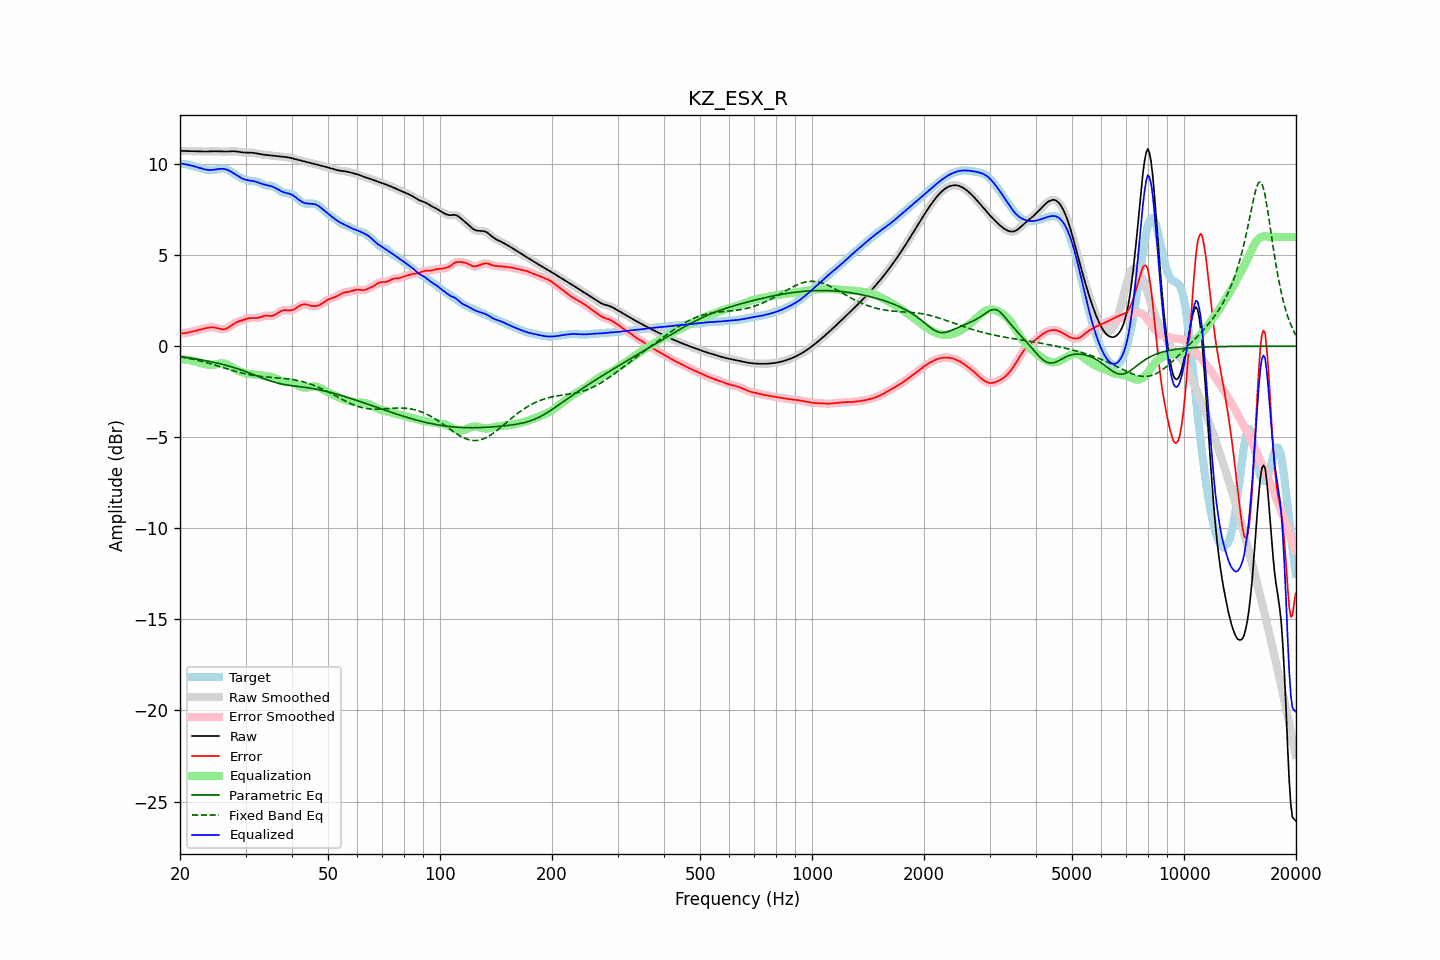 KZ_ESX_R
Amplitude (dBr)
10
5
0
−5
−10
−15
−20
−25
Target
Raw Smoothed
Error Smoothed
Raw
Error
Equalization
Parametric Eq
Fixed Band Eq
Equalized
20
50
100
200
500
1000
2000
5000
10000
20000
Frequency (Hz)